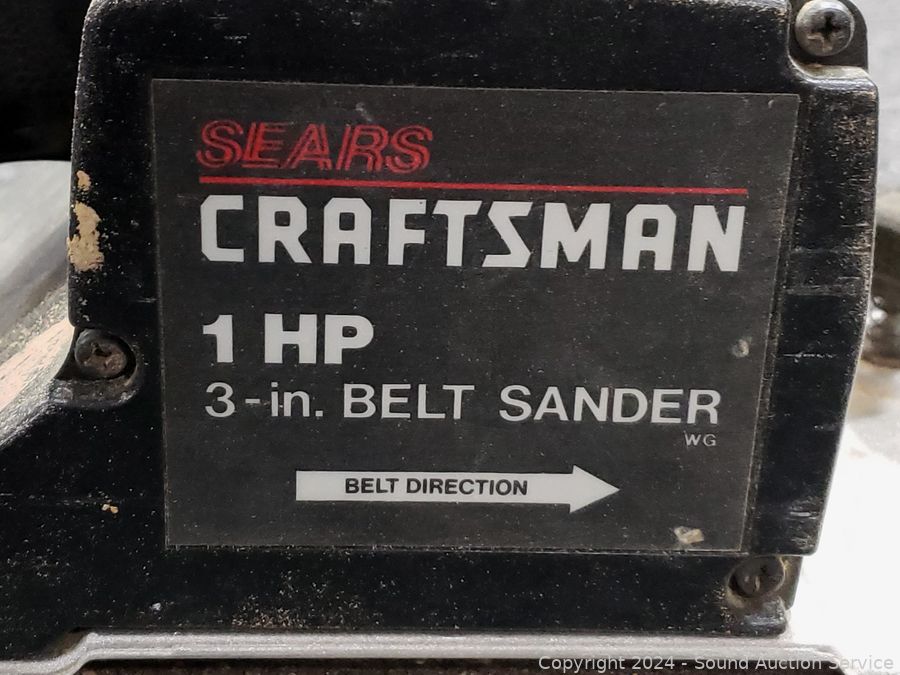 SEARS
CRAFTSMAN
1 HP
3-in. BELT SANDER
WG
BELT DIRECTION
Copyright 2024 - Sound Auction Service